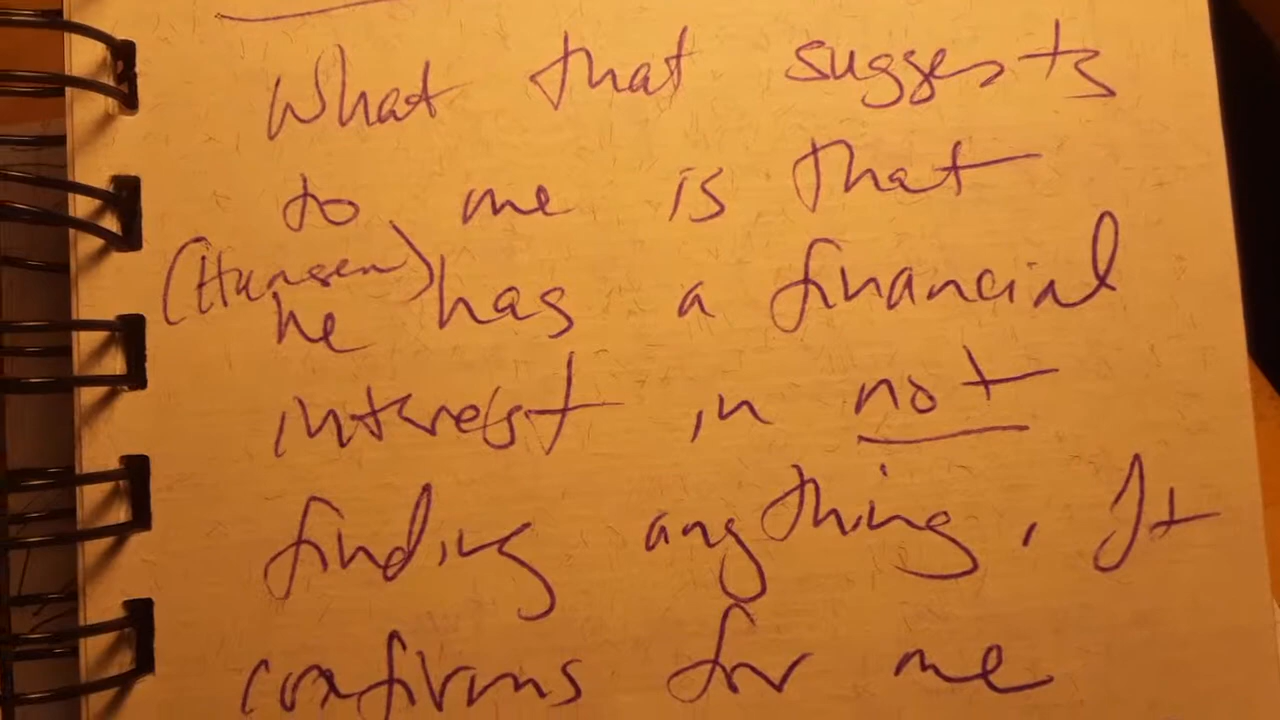 What that suggests
to me is that
(Hansen)
he has a financial
interest in not
finding anything. It
confirms for me